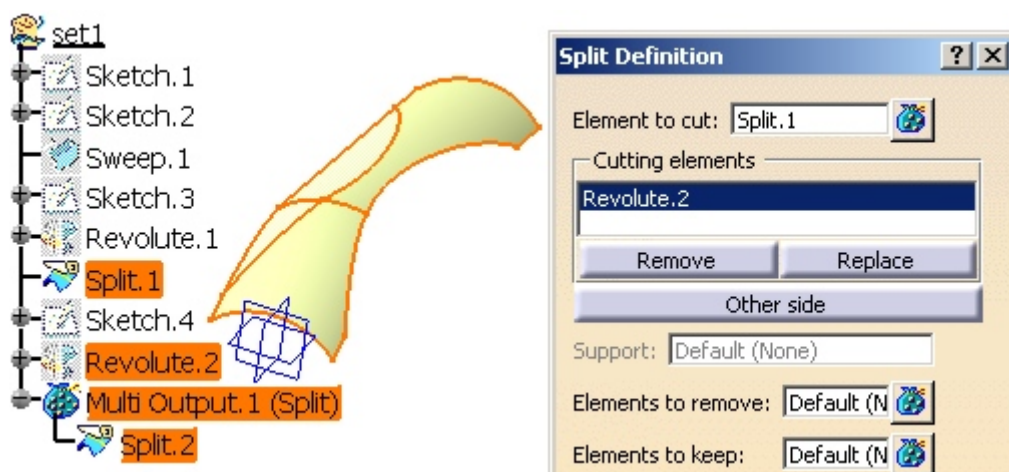 set1
Sketch.1
Sketch.2
Sweep.1
Sketch.3
Revolute.1
Split.1
Sketch.4
Revolute.2
Multi Output.1 (Split)
Split.2
Split Definition
Element to cut: Split.1
Cutting elements
Revolute.2
Remove Replace
Other side
Support: Default (None)
Elements to remove: Default (N
Elements to keep: Default (N